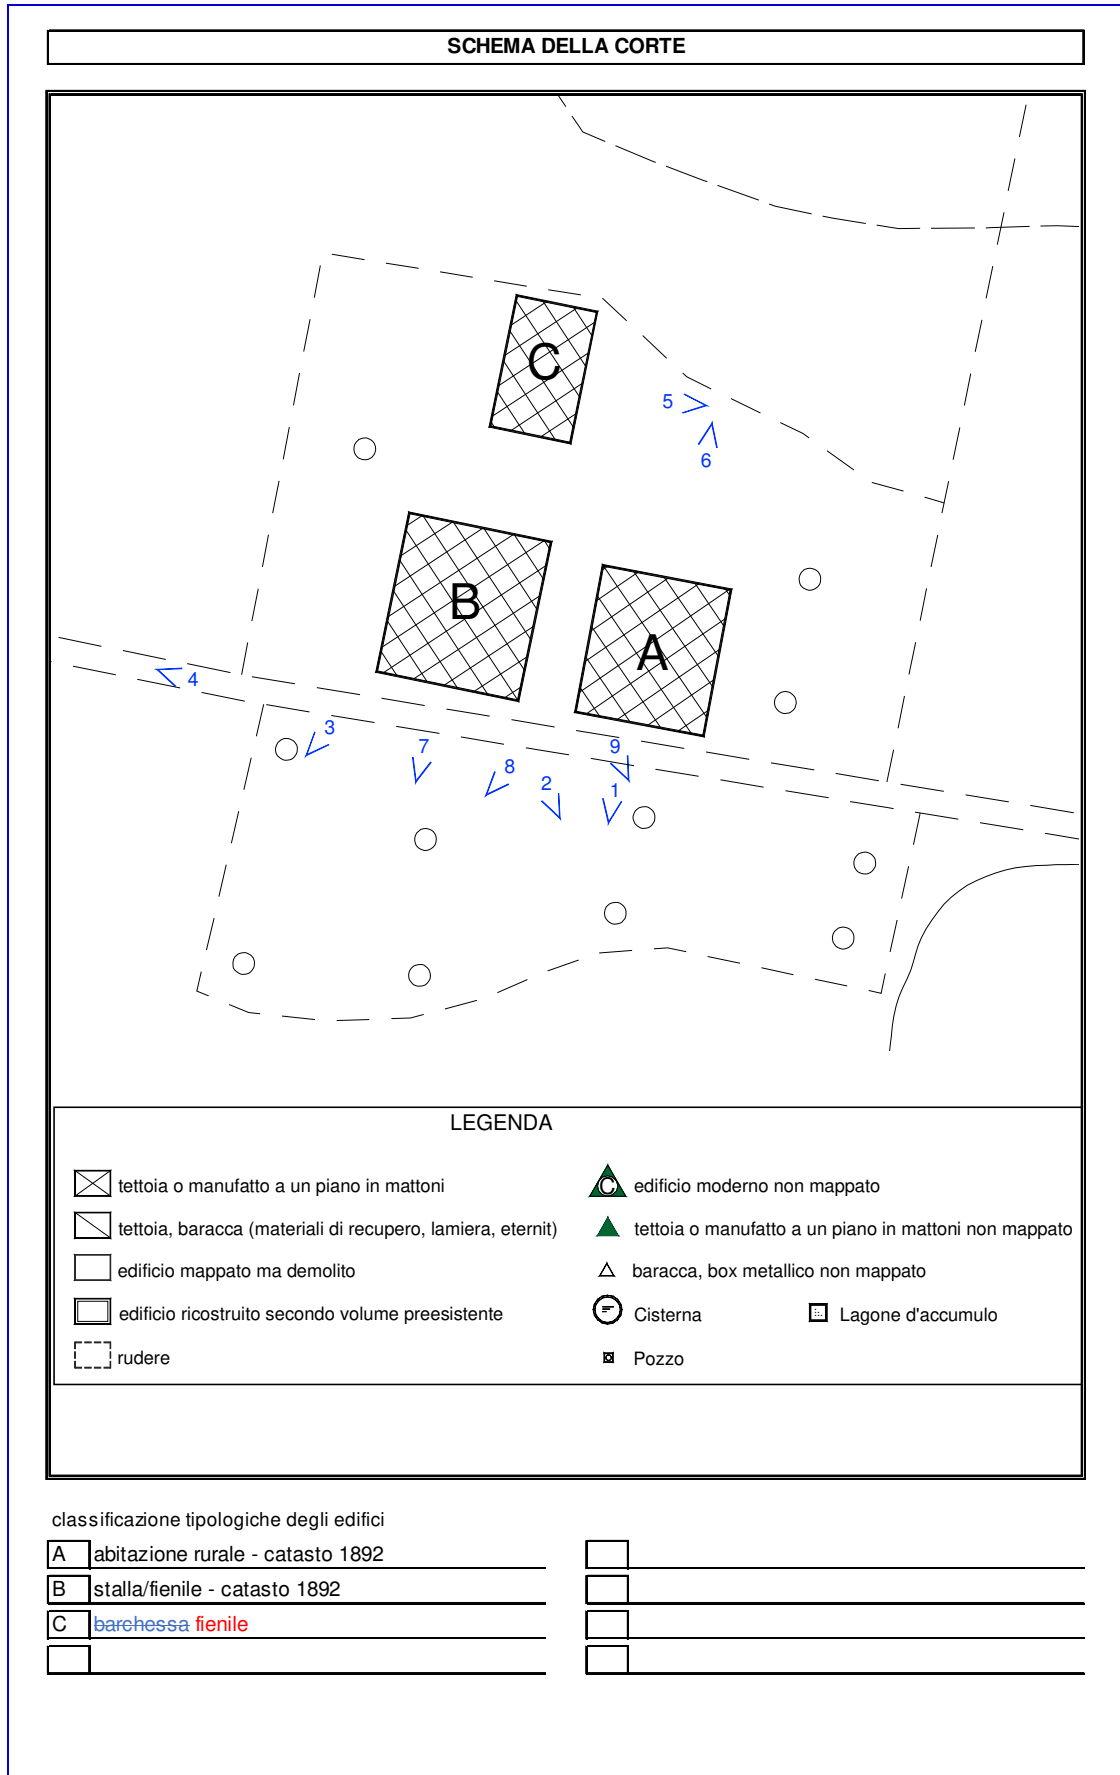 SCHEMA DELLA CORTE
C
5
6
B
A
4
3
7
8
2
9
1
LEGENDA
tettoia o manufatto a un piano in mattoni
C edificio moderno non mappato
tettoia, baracca (materiali di recupero, lamiera, eternit)
tettoia o manufatto a un piano in mattoni non mappato
edificio mappato ma demolito
baracca, box metallico non mappato
edificio ricostruito secondo volume preesistente
Cisterna
Lagone d'accumulo
rudere
Pozzo
classificazione tipologiche degli edifici
A abitazione rurale - catasto 1892
B stalla/fienile - catasto 1892
C barchessa fienile